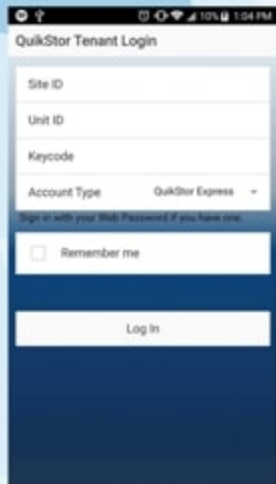 10% 1:04 PM
QuikStor Tenant Login
Site ID
Unit ID
Keycode
Account Type QuikStor Express
Sign in with your Web Password if you have one.
Remember me
Log In